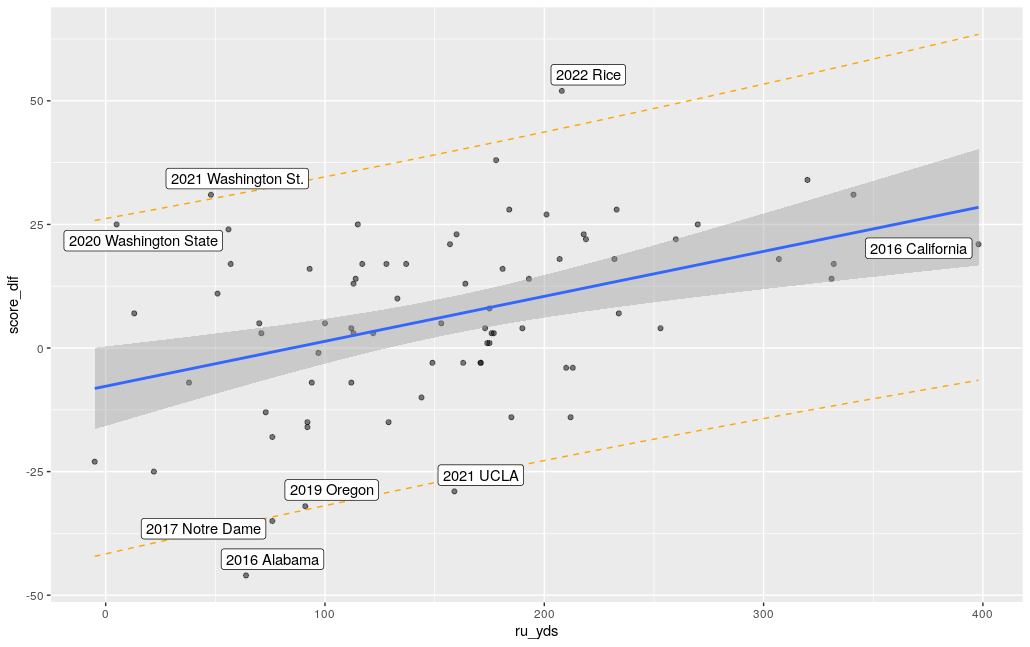 2022 Rice
50
2021 Washington St.
25
2020 Washington State
2016 California
score_dif
0
-25
2021 UCLA
2019 Oregon
2017 Notre Dame
2016 Alabama
-50
0 100 200 300 400
ru_yds